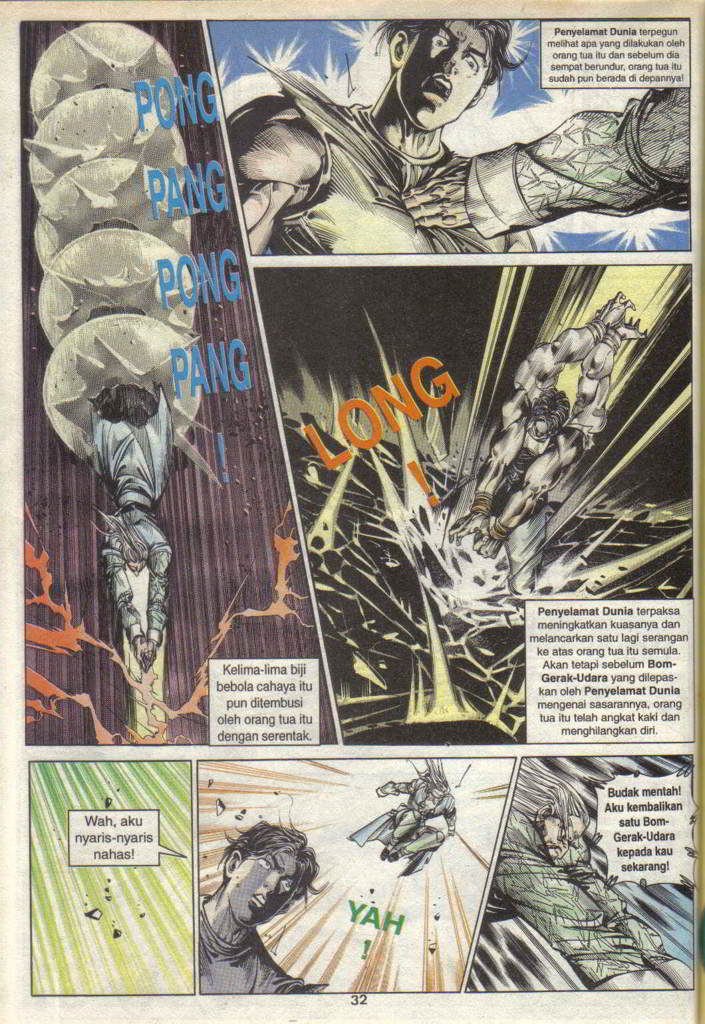 PONG
PANG
PONG
PANG
!
Kelima-lima biji
bebola cahaya itu
pun ditembusi
oleh orang tua itu
dengan serentak.
Penyelamat Dunia terpegun
melihat apa yang dilakukan oleh
orang tua itu dan sebelum dia
sempat berundur, orang tua itu
sudah pun berada di depannya!
LONG
!
Penyelamat Dunia terpaksa
meningkatkan kuasanya dan
melancarkan satu lagi serangan
ke atas orang tua itu semula.
Akan tetapi sebelum Bom-
Gerak-Udara yang dilepas-
kan oleh Penyelamat Dunia
mengenai sasarannya, orang
tua itu telah angkat kaki dan
menghilangkan diri.
Wah, aku
nyaris-nyaris
nahas!
YAH
!
Budak mentah!
Aku kembalikan
satu Bom-
Gerak-Udara
kepada kau
sekarang!
32